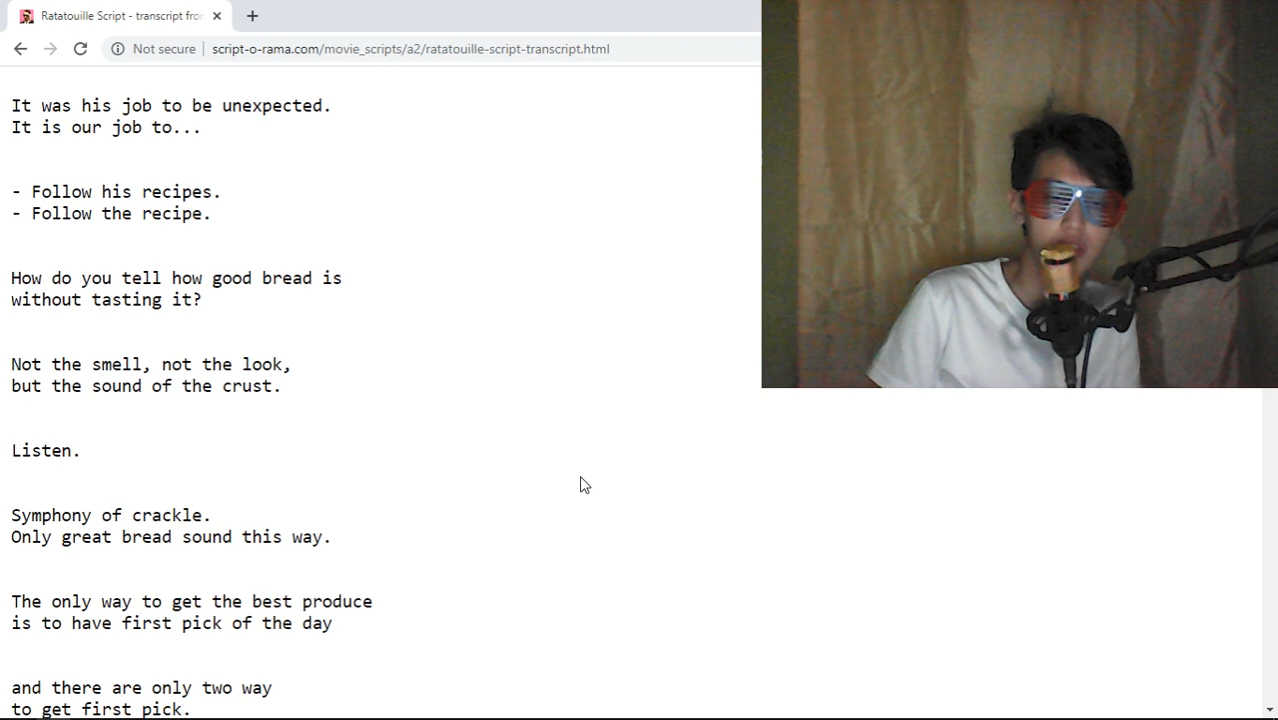 Ratatouille Script - transcript from
Not secure
script-o-rama.com/movie_scripts/a2/ratatouille-script-transcript.html
It was his job to be unexpected.
It is our job to...
- Follow his recipes.
- Follow the recipe.
How do you tell how good bread is
without tasting it?
Not the smell, not the look,
but the sound of the crust.
Listen.
Symphony of crackle.
Only great bread sound this way.
The only way to get the best produce
is to have first pick of the day
and there are only two way
to get first pick.